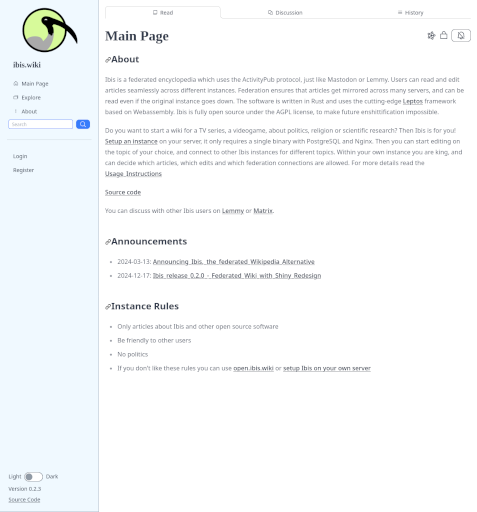 Read
Discussion
History
ibis.wiki
Main Page
Explore
About
Search
Login
Register
Main Page
About
Ibis is a federated encyclopedia which uses the ActivityPub protocol, just like Mastodon or Lemmy. Users can read and edit
articles seamlessly across different instances. Federation ensures that articles get mirrored across many servers, and can be
read even if the original instance goes down. The software is written in Rust and uses the cutting-edge Leptos framework
based on Webassembly. Ibis is fully open source under the AGPL license, to make future enshittification impossible.
Do you want to start a wiki for a TV series, a videogame, about politics, religion or scientific research? Then Ibis is for you!
Setup an instance on your server, it only requires a single binary with PostgreSQL and Nginx. Then you can start editing on
the topic of your choice, and connect to other Ibis instances for different topics. Within your own instance you are king, and
can decide which articles, which edits and which federation connections are allowed. For more details read the
Usage Instructions
Source code
You can discuss with other Ibis users on Lemmy or Matrix.
Announcements
2024-03-13: Announcing Ibis, the federated Wikipedia Alternative
2024-12-17: Ibis release 0.2.0 - Federated Wiki with Shiny Redesign
Instance Rules
Only articles about Ibis and other open source software
Be friendly to other users
No politics
If you don't like these rules you can use open.ibis.wiki or setup Ibis on your own server
Light Dark
Version 0.2.3
Source Code